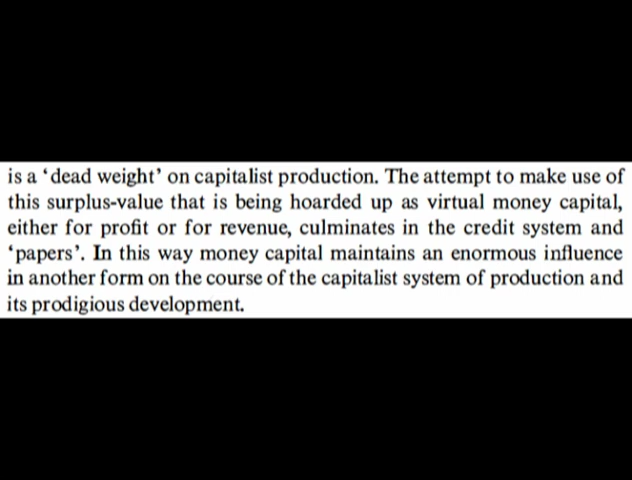 is a ‘dead weight’ on capitalist production. The attempt to make use of
this surplus-value that is being hoarded up as virtual money capital,
either for profit or for revenue, culminates in the credit system and
‘papers’. In this way money capital maintains an enormous influence
in another form on the course of the capitalist system of production and
its prodigious development.